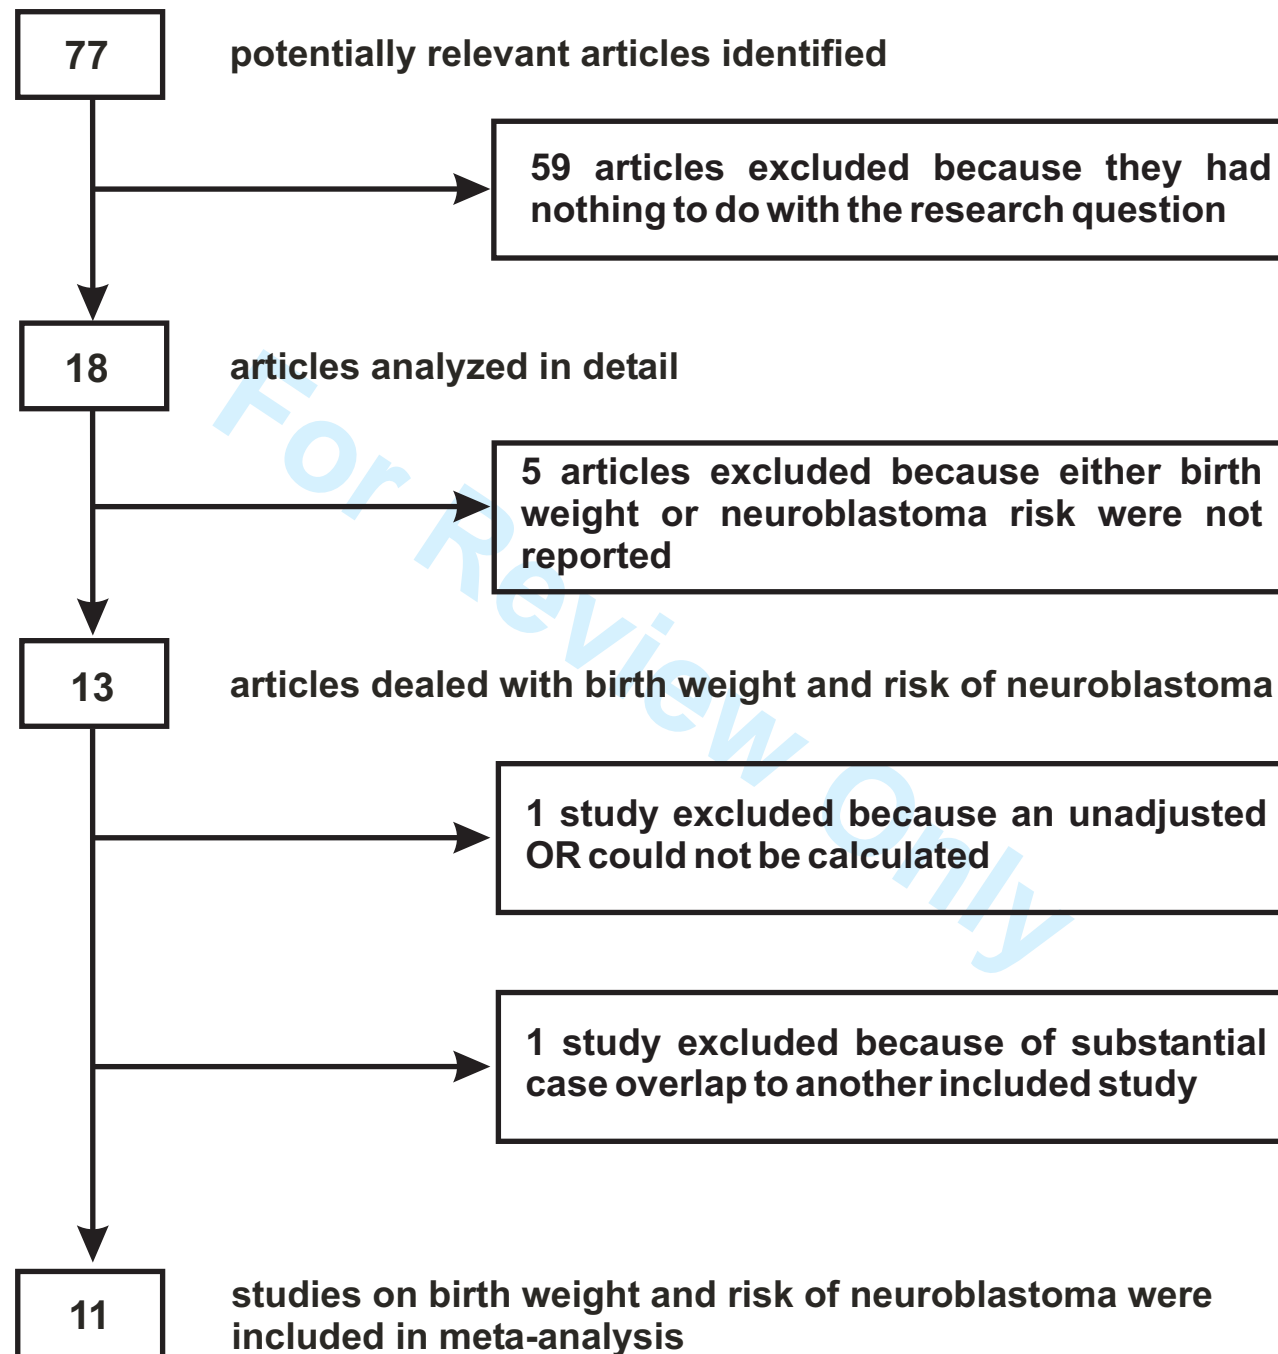 77
potentially relevant articles identified
59 articles excluded because they had
nothing to do with the research question
18
articles analyzed in detail
5 articles excluded because either birth
weight or neuroblastoma risk were not
reported
13
articles dealed with birth weight and risk of neuroblastoma
1 study excluded because an unadjusted
OR could not be calculated
1 study excluded because of substantial
case overlap to another included study
11
studies on birth weight and risk of neuroblastoma were
included in meta-analysis
For Review Only